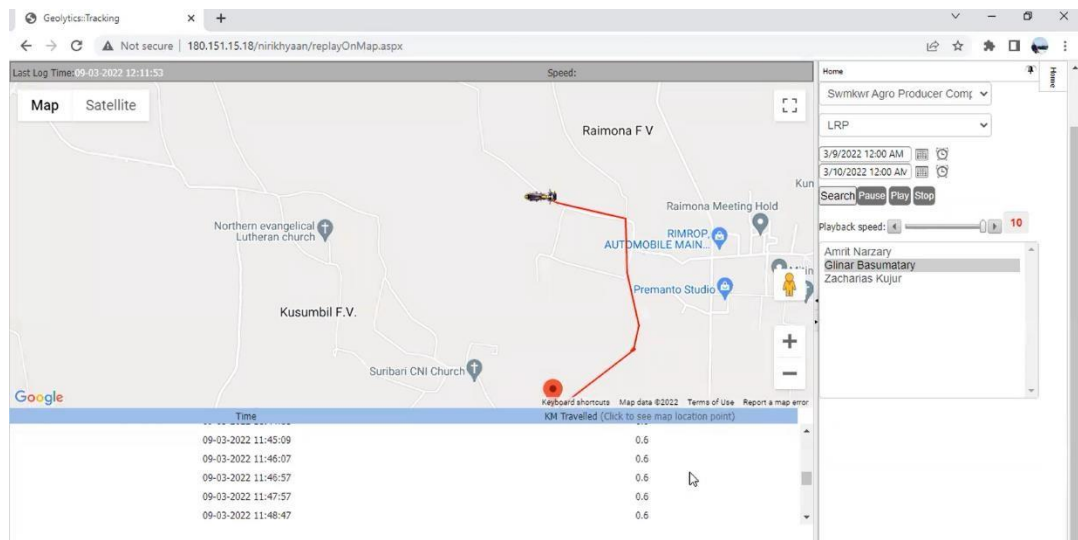 Geolytics::Tracking
Not secure | 180.151.15.18/nirikhyaan/replayOnMap.aspx
Last Log Time:09-03-2022 12:11:53
Speed:
Map
Satellite
Raimona F V
Raimona Meeting Hold
Northern evangelical
Lutheran church
RIMROP,
AUTOMOBILE MAIN...
Premanto Studio
Kusumbil F.V.
Suribari CNI Church
Google
Keyboard shortcuts
Map data ©2022
Terms of Use
Report a map error
Time
KM Travelled (Click to see map location point)
09-03-2022 11:45:09 0.6
09-03-2022 11:46:07 0.6
09-03-2022 11:46:57 0.6
09-03-2022 11:47:57 0.6
09-03-2022 11:48:47 0.6
Home
Home
Swmkwr Agro Producer Comp
LRP
3/9/2022 12:00 AM
3/10/2022 12:00 AM
Search Pause Play Stop
Playback speed: 10
Amrit Narzary
Glinar Basumatary
Zacharias Kujur